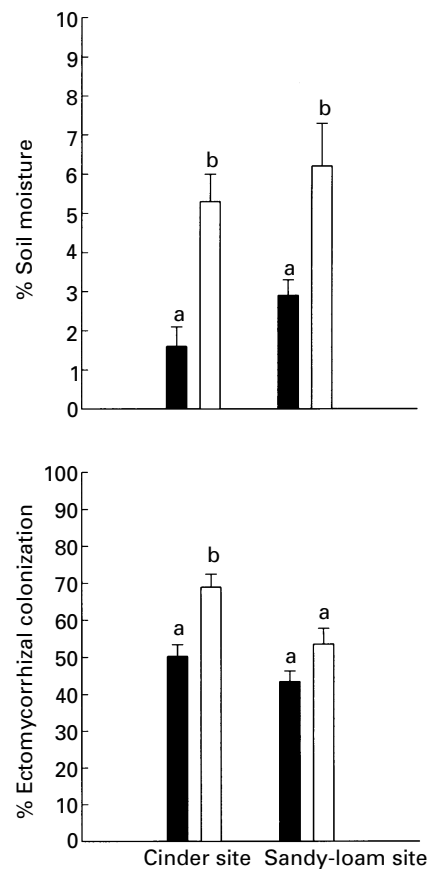 10
9
8
7
6
5
4
3
2
1
0
% Soil moisture
a
b
a
b
100
90
80
70
60
50
40
30
20
10
0
% Ectomycorrhizal colonization
a
b
a
a
Cinder site Sandy-loam site